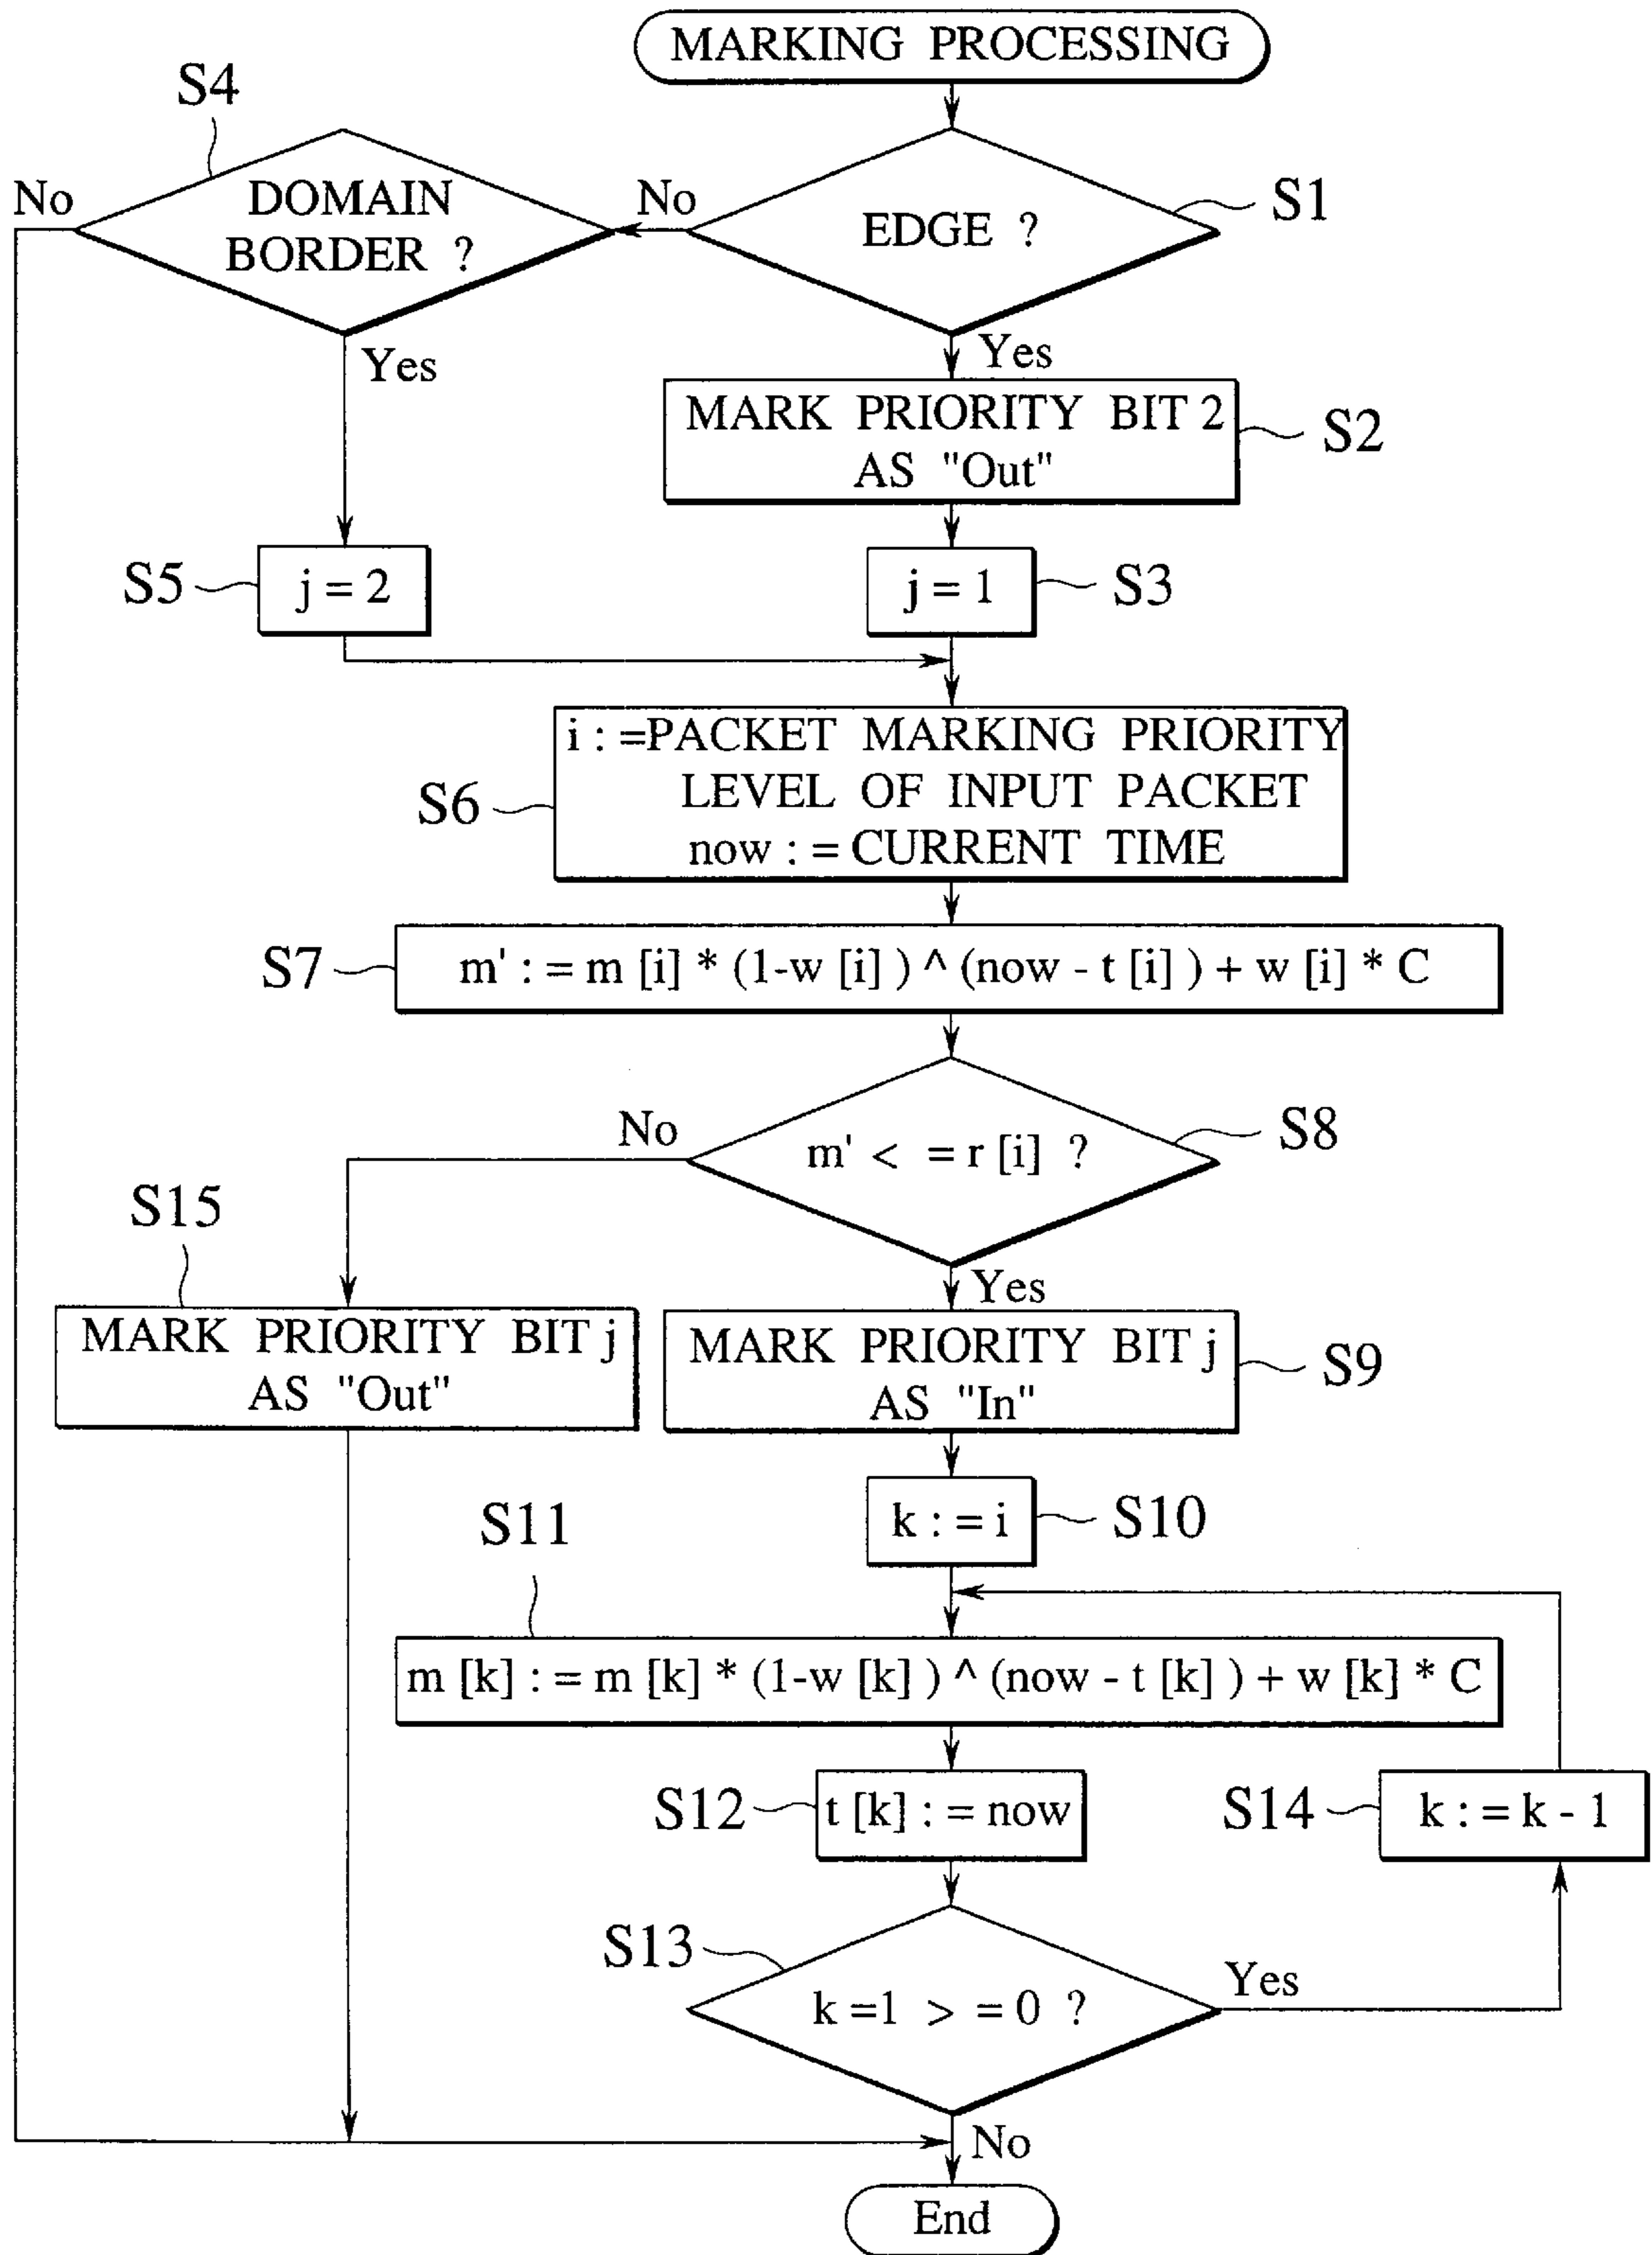 MARKING PROCESSING
S4
DOMAIN
BORDER ?
No
No
EDGE ?
S1
Yes
Yes
MARK PRIORITY BIT 2
AS "Out"
S2
S5
j = 2
j = 1
S3
i : =PACKET MARKING PRIORITY
LEVEL OF INPUT PACKET
now : = CURRENT TIME
S6
S7
m' : = m [i] * (1-w [i] ) ^ (now - t [i] ) + w [i] * C
No
m' < = r [i] ?
S8
S15
Yes
MARK PRIORITY BIT j
AS "Out"
MARK PRIORITY BIT j
AS "In"
S9
k : = i
S10
S11
m [k] : = m [k] * (1-w [k] ) ^ (now - t [k] ) + w [k] * C
S12
t [k] : = now
S14
k : = k - 1
S13
k =1 > = 0 ?
Yes
No
End